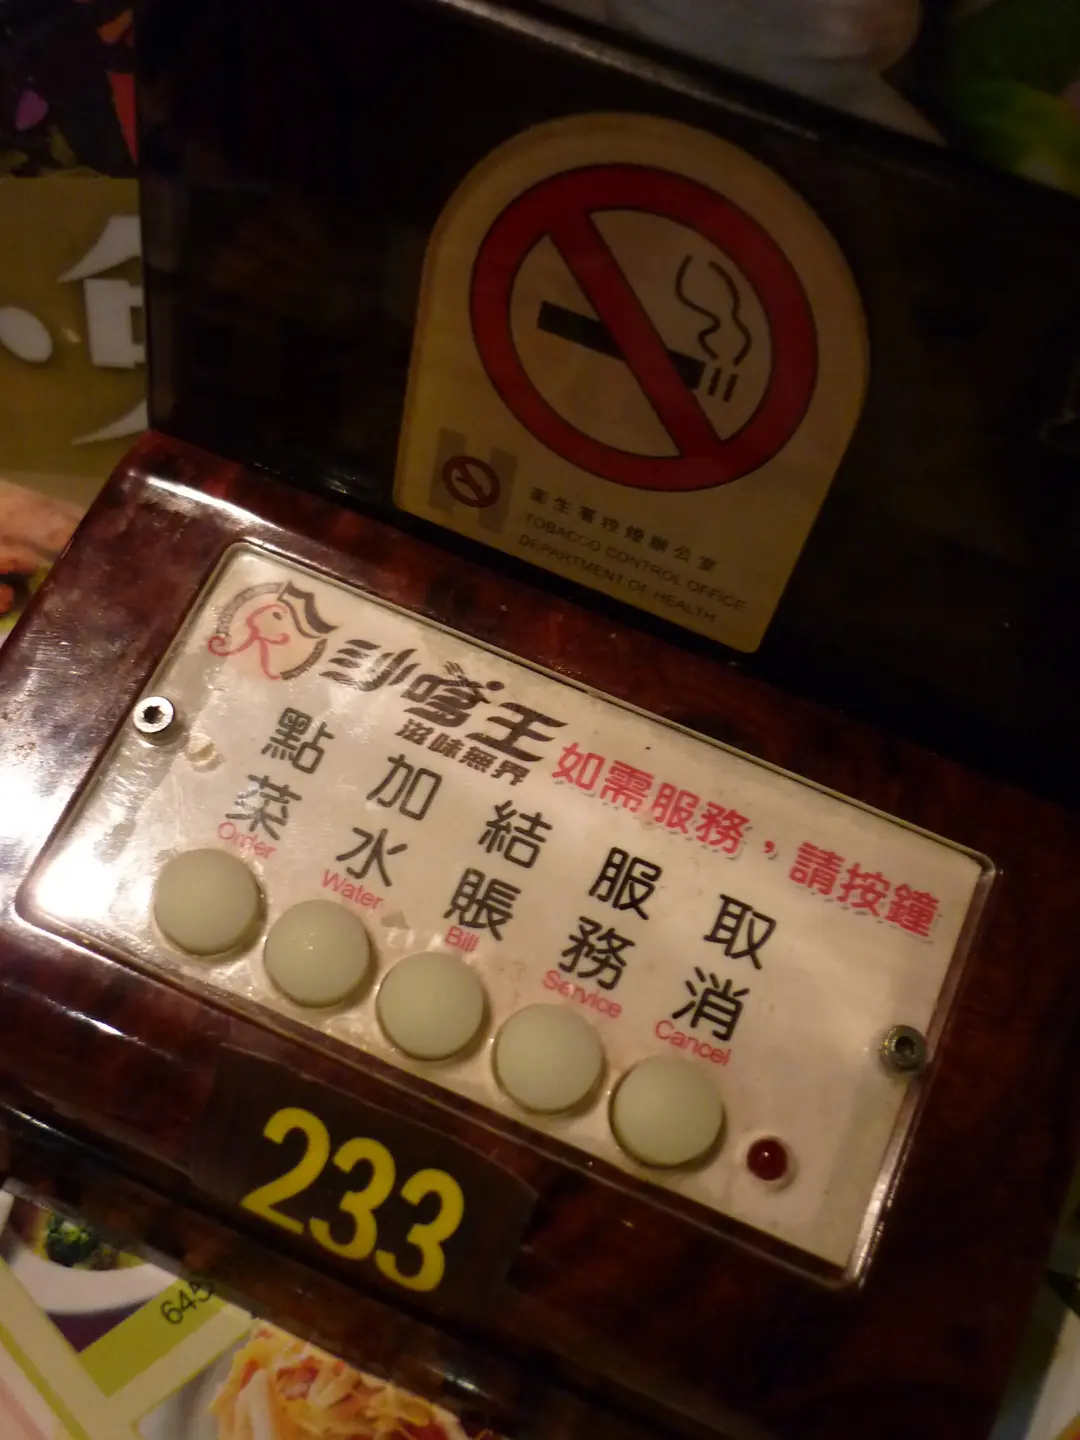 衞生署控煙辦公室
TOBACCO CONTROL OFFICE
DEPARTMENT OF HEALTH
沙嗲王
滋味無界
如需服務，請按鐘
點菜
Order
加水
Water
結賬
Bill
服務
Service
取消
Cancel
233
645